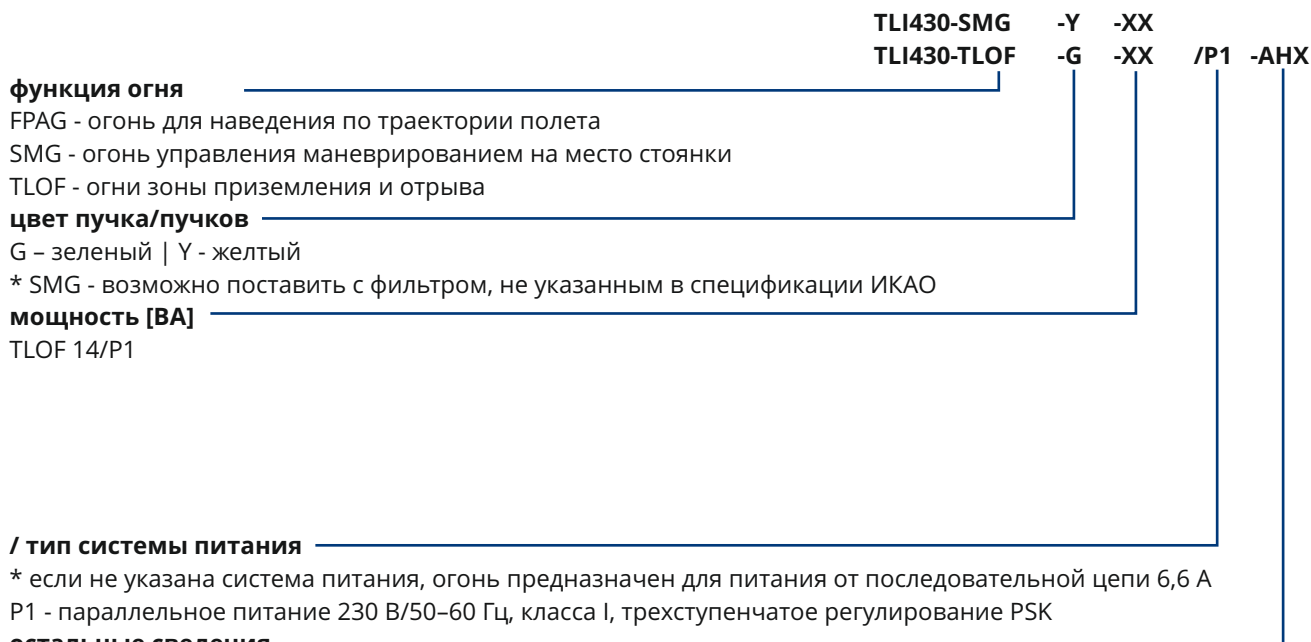 TLI430-SMG -Y -XX
TLI430-TLOF -G -XX /P1 -AHX
функция огня
FPAG - огонь для наведения по траектории полета
SMG - огонь управления маневрированием на место стоянки
TLOF - огни зоны приземления и отрыва
цвет пучка/пучков
G – зеленый | Y - желтый
* SMG - возможно поставить с фильтром, не указанным в спецификации ИКАО
мощность [ВА]
TLOF 14/P1
/ тип системы питания
* если не указана система питания, огонь предназначен для питания от последовательной цепи 6,6 А
P1 - параллельное питание 230 В/50–60 Гц, класса I, трехступенчатое регулирование PSK
остальные сведения